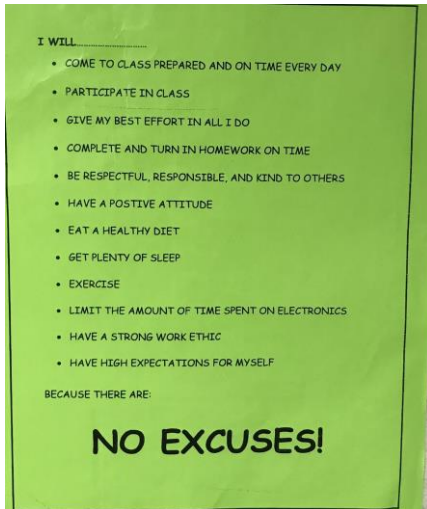 I WILL..............................
• COME TO CLASS PREPARED AND ON TIME EVERY DAY
• PARTICIPATE IN CLASS
• GIVE MY BEST EFFORT IN ALL I DO
• COMPLETE AND TURN IN HOMEWORK ON TIME
• BE RESPECTFUL, RESPONSIBLE, AND KIND TO OTHERS
• HAVE A POSTIVE ATTITUDE
• EAT A HEALTHY DIET
• GET PLENTY OF SLEEP
• EXERCISE
• LIMIT THE AMOUNT OF TIME SPENT ON ELECTRONICS
• HAVE A STRONG WORK ETHIC
• HAVE HIGH EXPECTATIONS FOR MYSELF
BECAUSE THERE ARE:
NO EXCUSES!